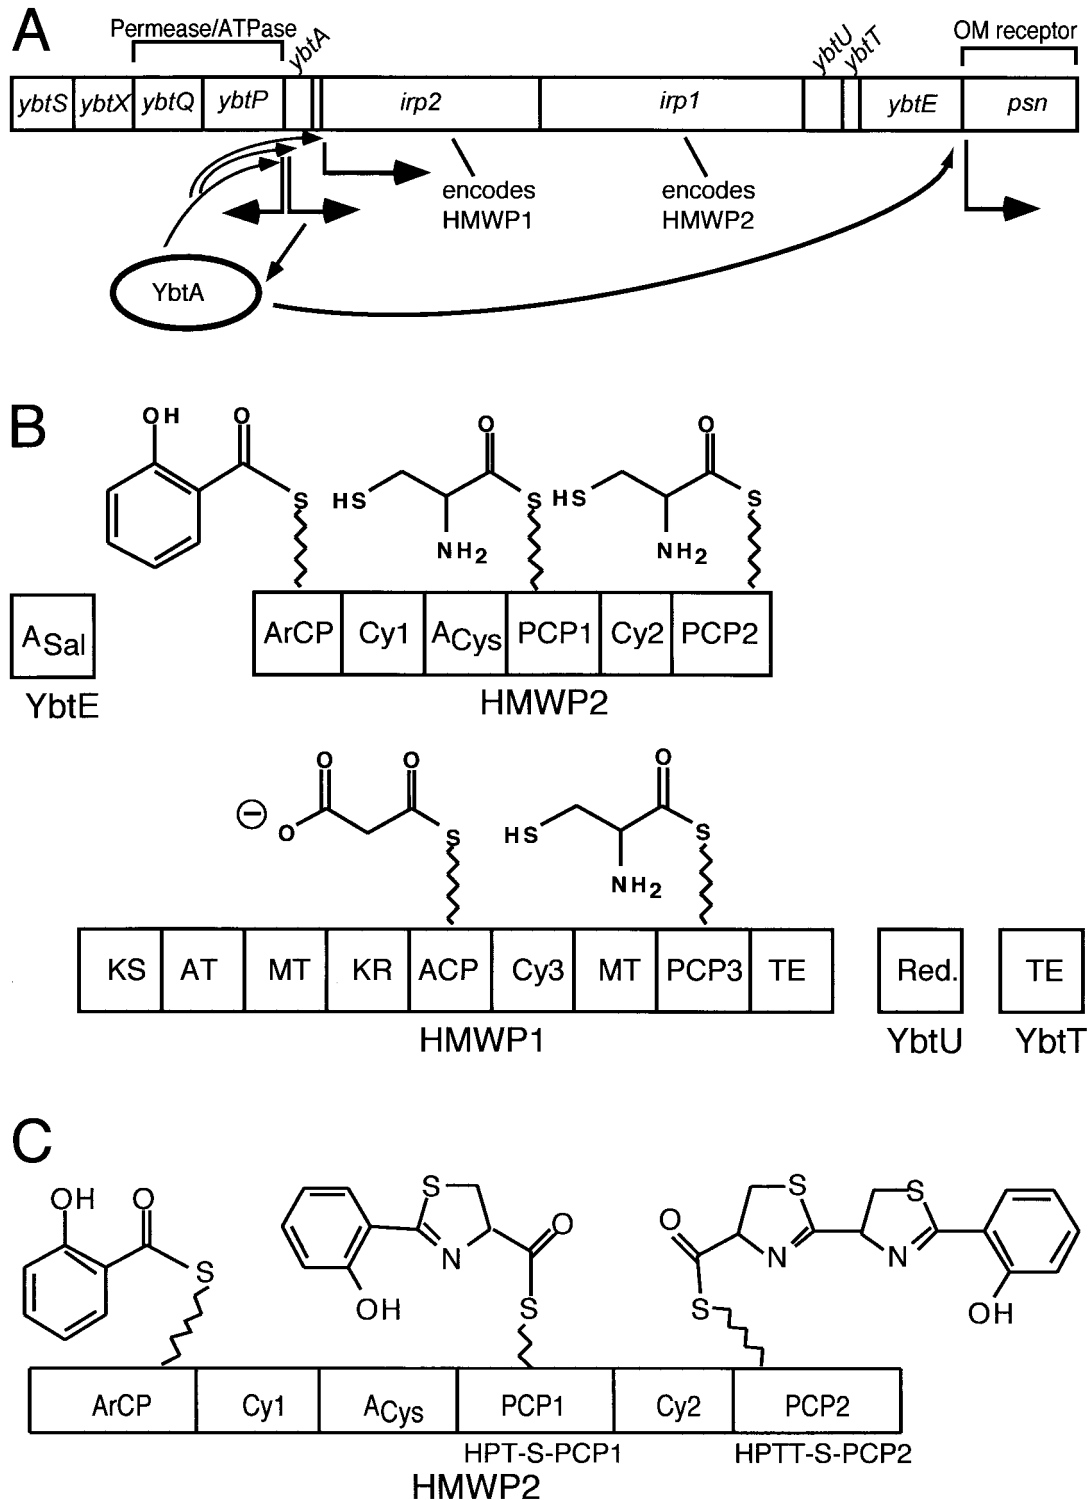 A
Permease/ATPase
ybtA
ybtU
ybtT
OM receptor
ybtS ybtX ybtQ ybtP irp2 irp1 ybtE psn
encodes
HMWP1
encodes
HMWP2
YbtA
B
OH O
S
HS NH2 O S
HS NH2 O S
ASal
YbtE
ArCP Cy1 ACys PCP1 Cy2 PCP2
HMWP2
O O
⊖ O S
O
HS NH2 S
KS AT MT KR ACP Cy3 MT PCP3 TE
HMWP1
Red.
YbtU
TE
YbtT
C
OH O
S
S N O
OH S
O S N S N
S OH
ArCP Cy1 ACys PCP1 Cy2 PCP2
HPT-S-PCP1 HPTT-S-PCP2
HMWP2